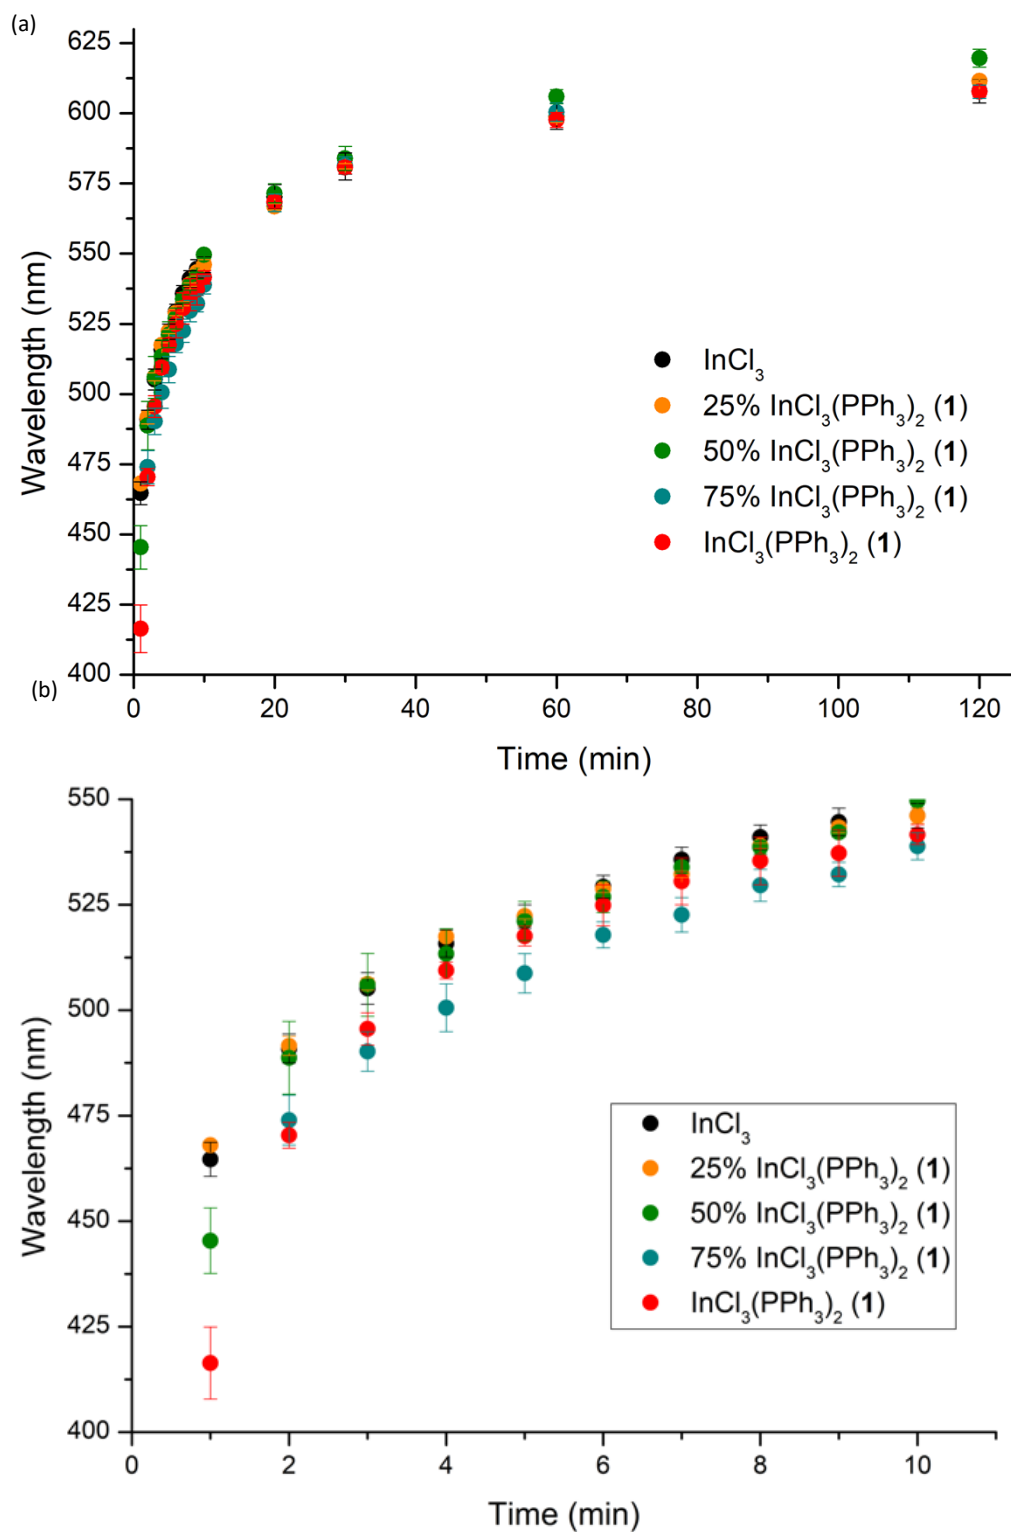 (a)
625
600
575
550
525
500
475
450
425
400
Wavelength (nm)
InCl₃
25% InCl₃(PPh₃)₂ (1)
50% InCl₃(PPh₃)₂ (1)
75% InCl₃(PPh₃)₂ (1)
InCl₃(PPh₃)₂ (1)
0 20 40 60 80 100 120
Time (min)
(b)
550
525
500
475
450
425
400
Wavelength (nm)
InCl₃
25% InCl₃(PPh₃)₂ (1)
50% InCl₃(PPh₃)₂ (1)
75% InCl₃(PPh₃)₂ (1)
InCl₃(PPh₃)₂ (1)
0 2 4 6 8 10
Time (min)